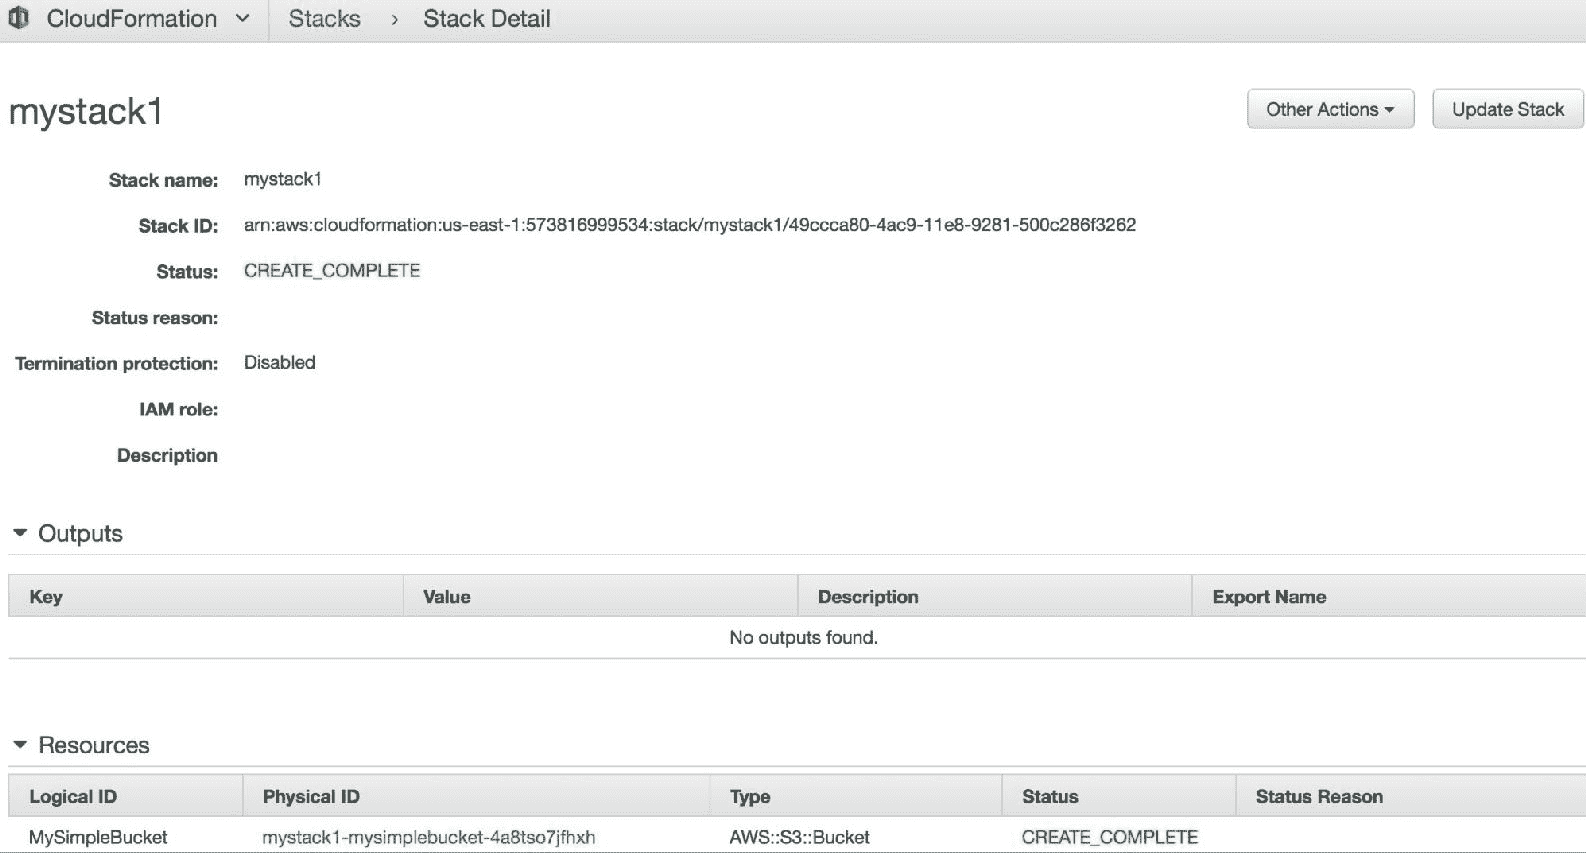 CloudFormation Stacks > Stack Detail
mystack1
Other Actions Update Stack
Stack name: mystack1
Stack ID: arn:aws:cloudformation:us-east-1:573816999534:stack/mystack1/49ccca80-4ac9-11e8-9281-500c286f3262
Status: CREATE_COMPLETE
Status reason:
Termination protection: Disabled
IAM role:
Description
Outputs
Key Value Description Export Name
No outputs found.
Resources
Logical ID Physical ID Type Status Status Reason
MySimpleBucket mystack1-mysimplebucket-4a8tso7jfhxh AWS::S3::Bucket CREATE_COMPLETE